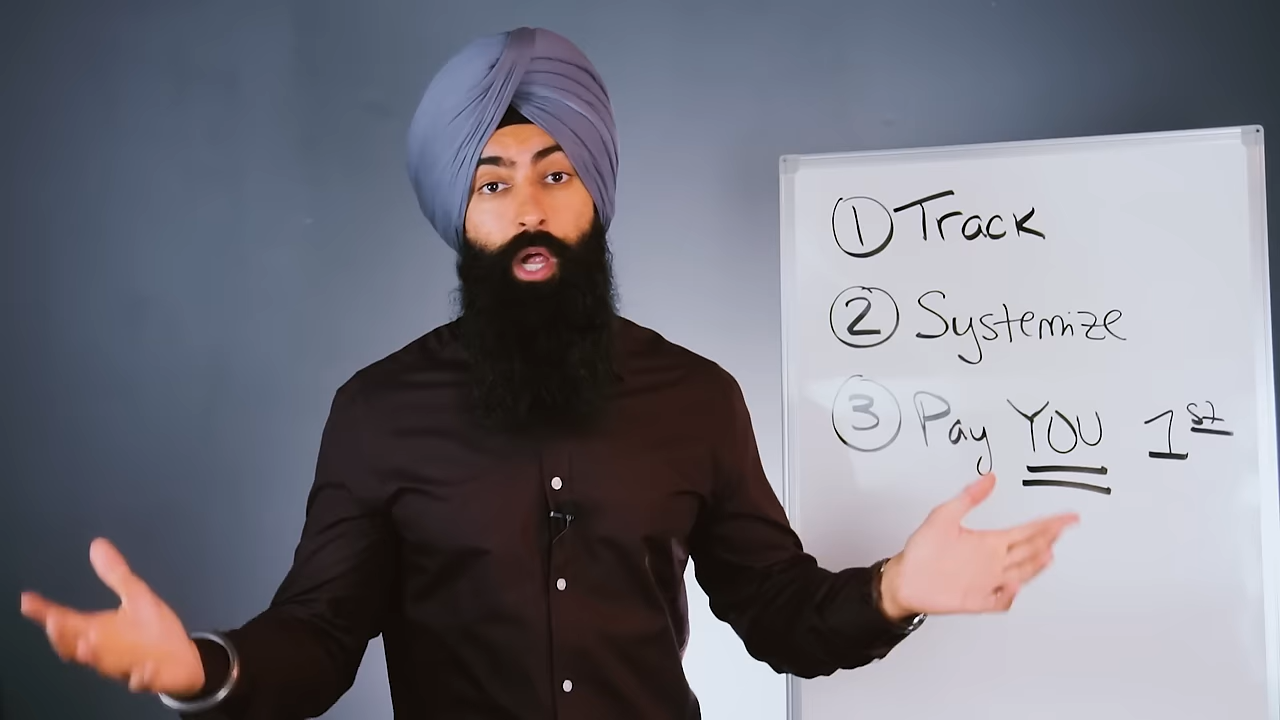 ① Track
② Systemize
③ Pay YOU 1st